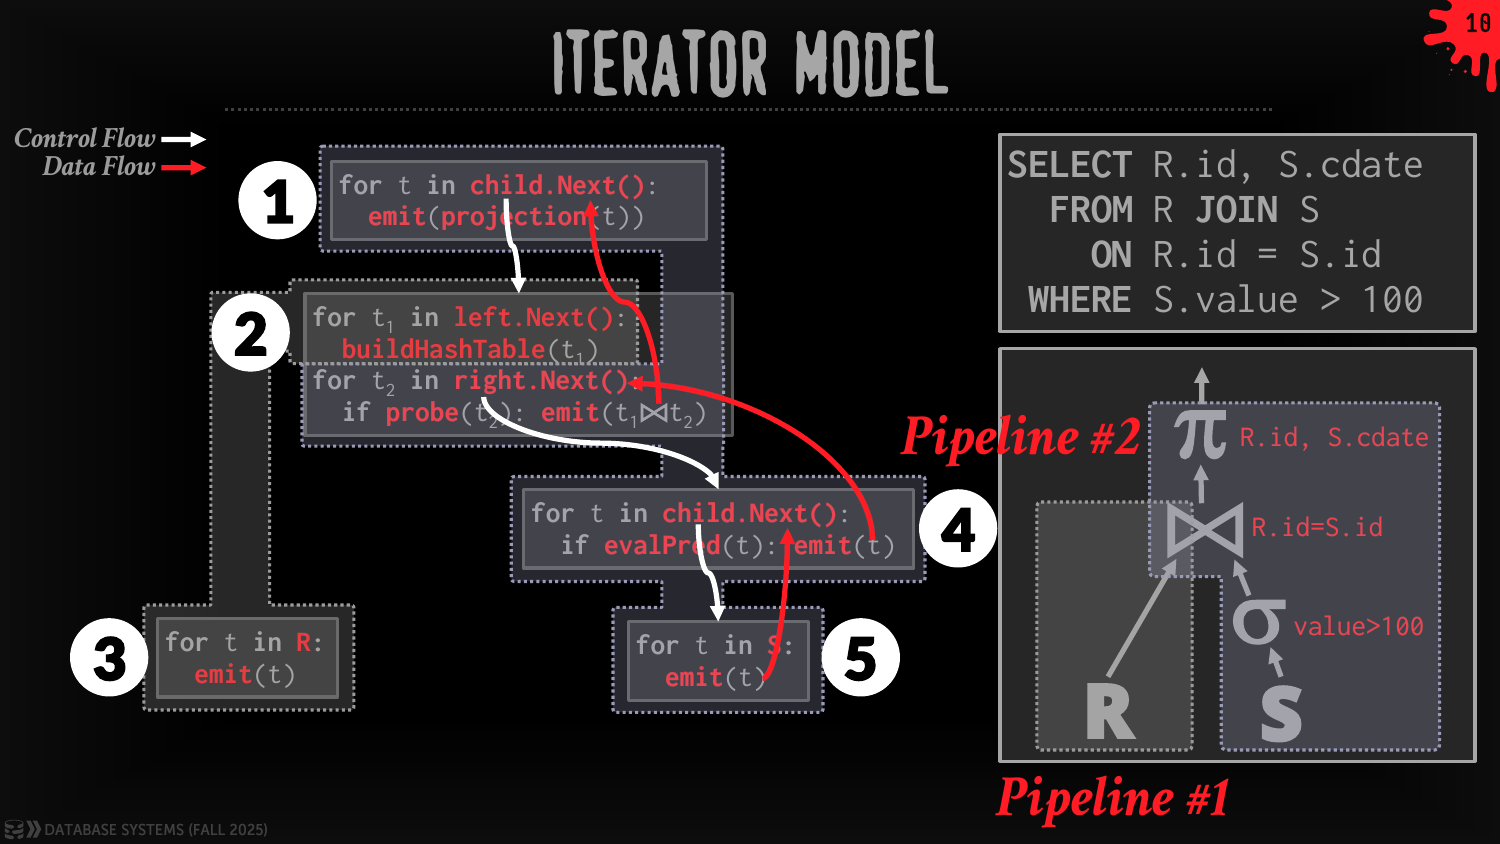 10
ITERATOR MODEL
Control Flow
Data Flow
1
for t in child.Next():
emit(projection(t))
2
for t1 in left.Next():
buildHashTable(t1)
for t2 in right.Next():
if probe(t2): emit(t1⋈t2)
3
for t in R:
emit(t)
4
for t in child.Next():
if evalPred(t): emit(t)
5
for t in S:
emit(t)
SELECT R.id, S.cdate
FROM R JOIN S
ON R.id = S.id
WHERE S.value > 100
Pipeline #2
π R.id, S.cdate
⋈ R.id=S.id
σ value>100
R
S
Pipeline #1
DATABASE SYSTEMS (FALL 2025)